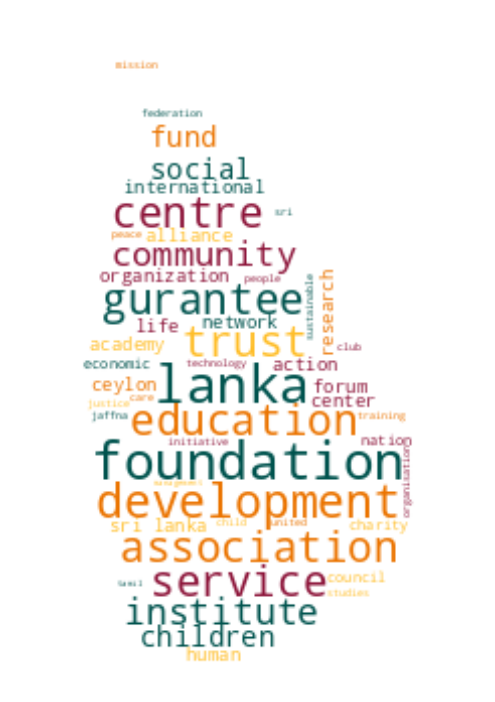 mission
federation
fund
social
international
centre sri
peace alliance
community
organization people
gurantee sustainable research
life network
academy trust club
economic technology action
ceylon care lanka forum
justice center
jaffna education training
initiative nation
foundation organisation
management
development
sri lanka child united charity
association
tamil service council
studies
institute
children
human